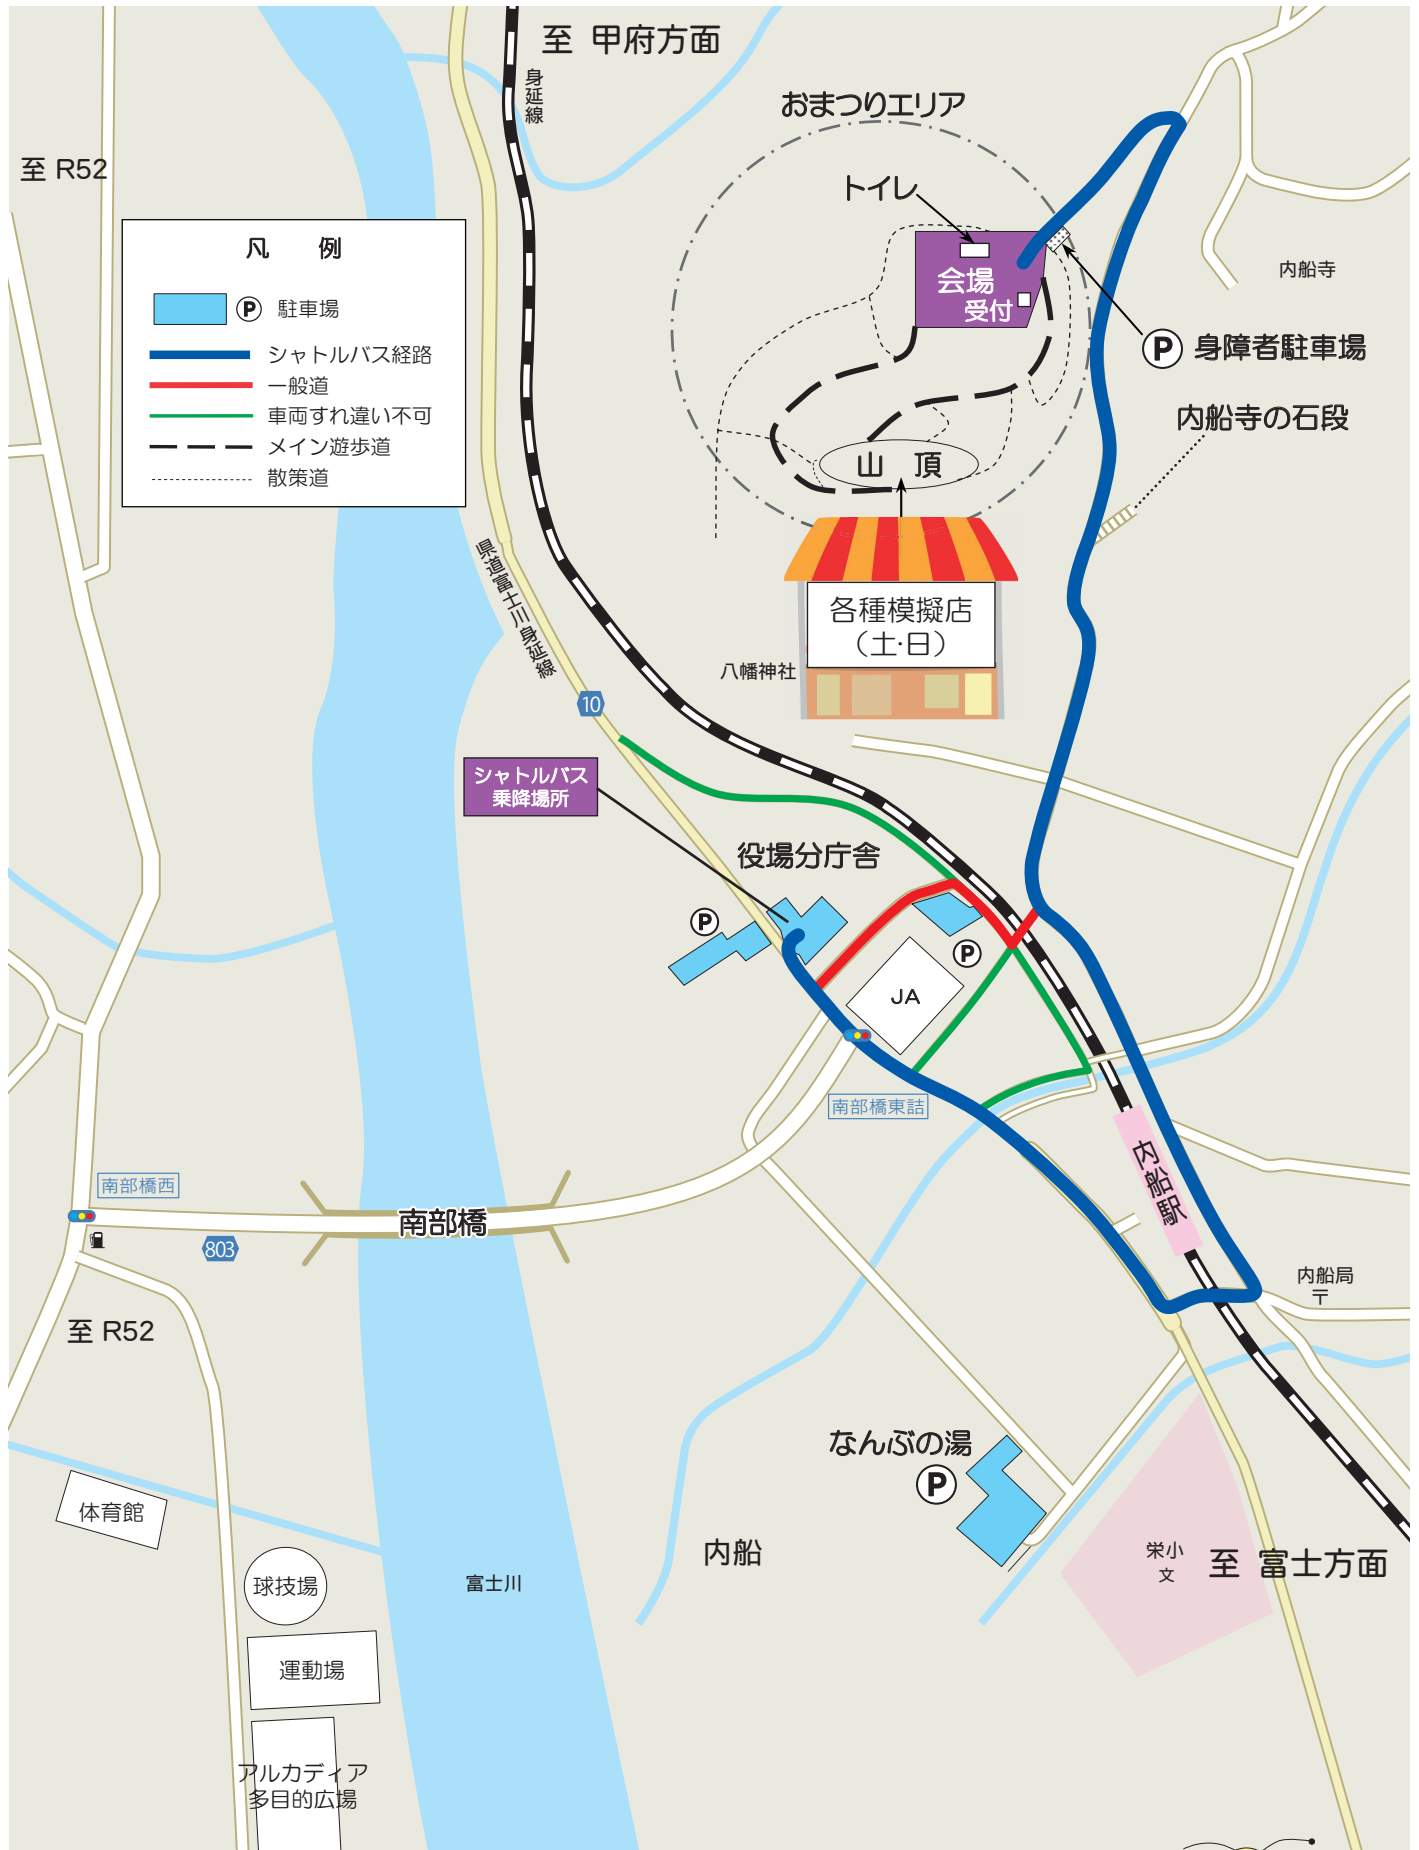 至 甲府方面
身延線
おまつりエリア
至 R52
トイレ
凡 例
Ⓟ 駐車場
シャトルバス経路
一般道
車両すれ違い不可
メイン遊歩道
散策道
会場
受付
内船寺
Ⓟ 身障者駐車場
内船寺の石段
山 頂
県道富士川身延線
各種模擬店
（土・日）
八幡神社
10
シャトルバス
乗降場所
役場分庁舎
Ⓟ
Ⓟ
JA
南部橋東詰
内船駅
南部橋西
南部橋
803
内船局
〒
至 R52
なんぶの湯
Ⓟ
体育館
内船
栄小
文
至 富士方面
球技場
富士川
運動場
アルカディア
多目的広場